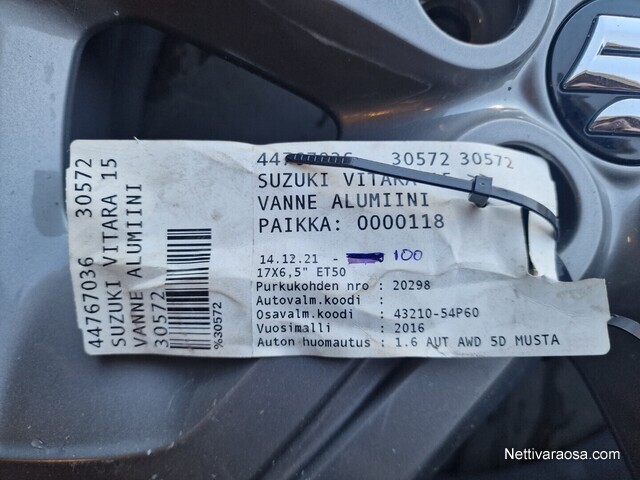 44767036 30572
SUZUKI VITARA 15
VANNE ALUMIINI
30572
%30572
44767036 30572 30572
SUZUKI VITARA 15
VANNE ALUMIINI
PAIKKA: 0000118
14.12.21 - 100
17X6,5" ET50
Purkukohden nro : 20298
Autovalm.koodi :
Osavalm.koodi : 43210-54P60
Vuosimalli : 2016
Auton huomautus : 1.6 AUT AWD 5D MUSTA
Nettivaraosa.com